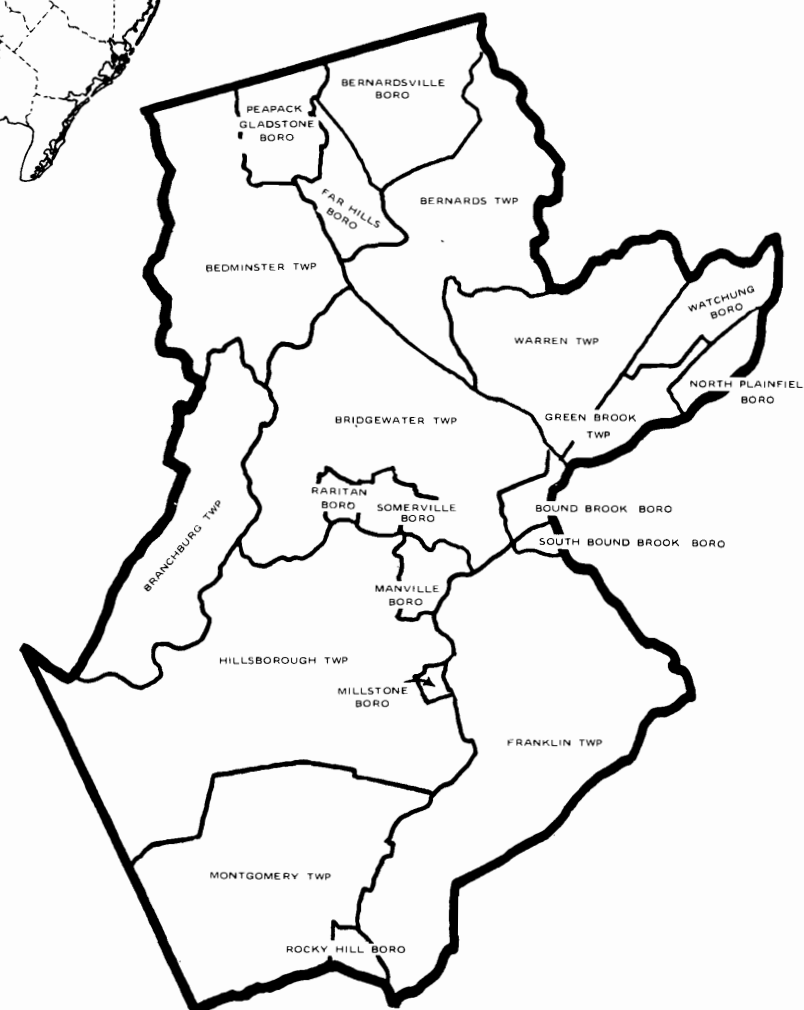 BERNARDSVILLE
BORO
PEAPACK
GLADSTONE
BORO
FAR HILLS
BORO
BERNARDS TWP
BEDMINSTER TWP
WATCHUNG
BORO
WARREN TWP
NORTH PLAINFIEL
BORO
GREEN BROOK
TWP
BRIDGEWATER TWP
RARITAN
BORO
SOMERVILLE
BORO
BOUND BROOK BORO
SOUTH BOUND BROOK BORO
BRANCHBURG TWP
MANVILLE
BORO
HILLSBOROUGH TWP
MILLSTONE
BORO
FRANKLIN TWP
MONTGOMERY TWP
ROCKY HILL BORO